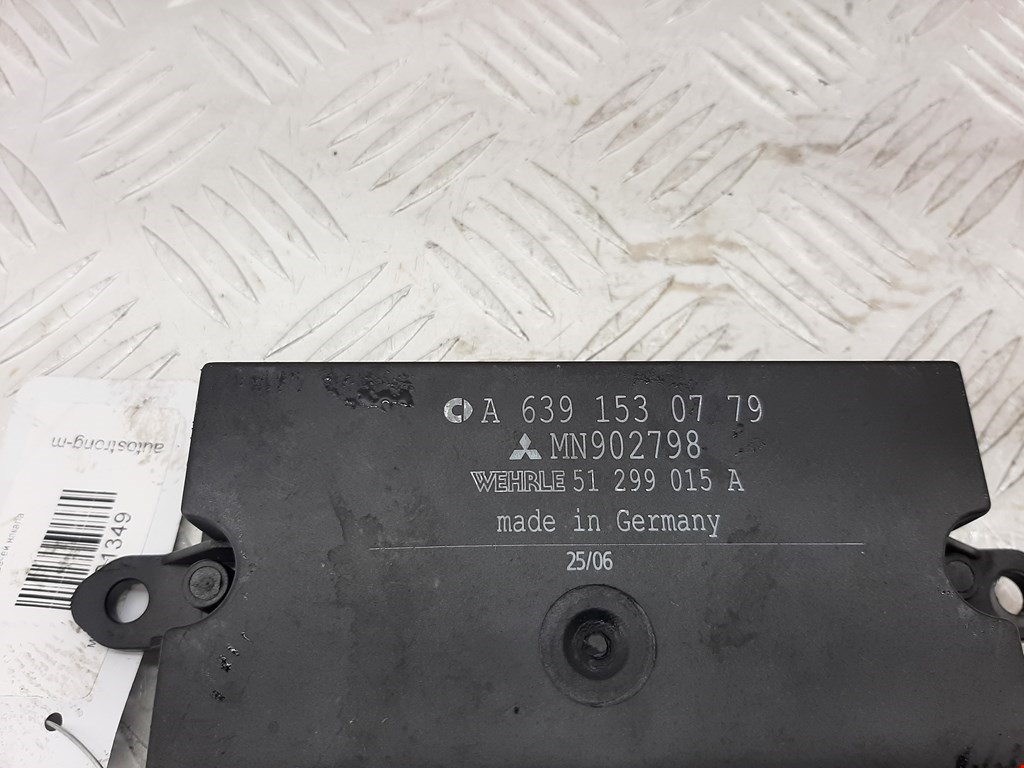 A 639 153 07 79
MN902798
WEHRLE 51 299 015 A
made in Germany
25/06
autostrong-m
1349